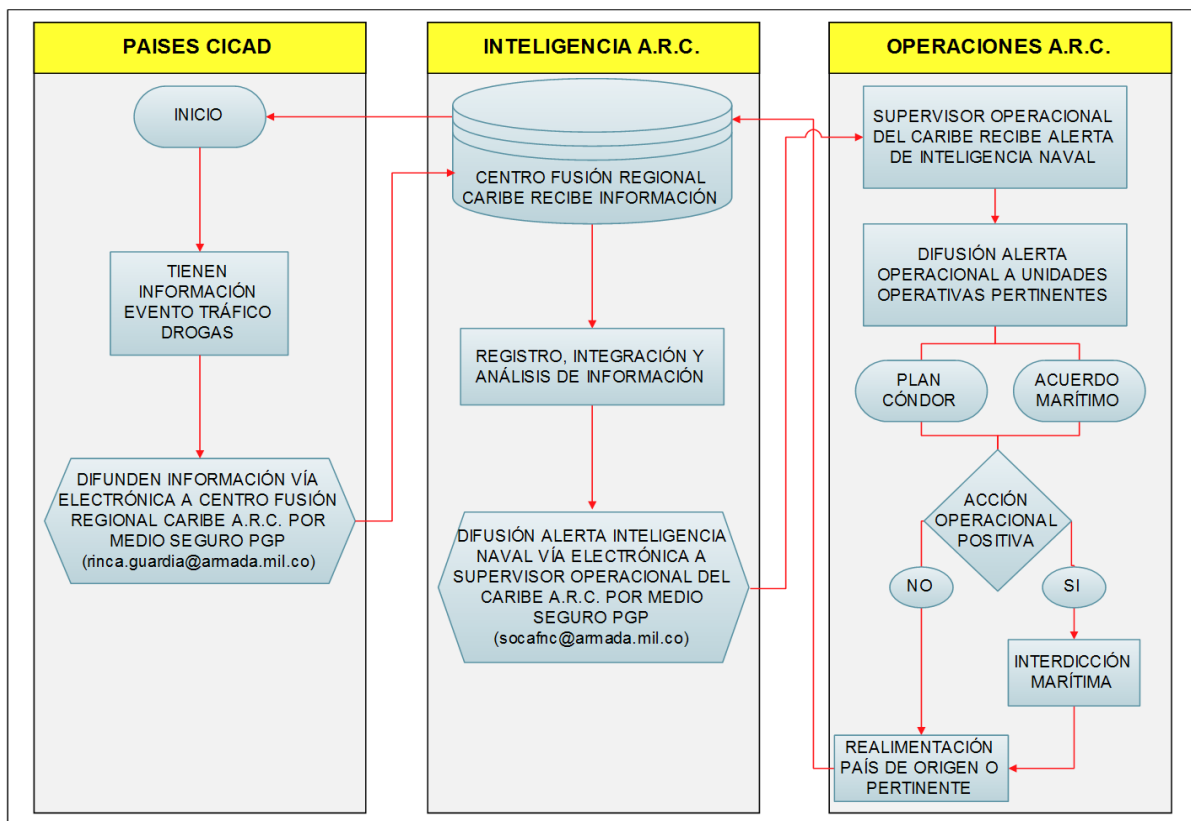 PAISES CICAD
INICIO
TIENEN
INFORMACIÓN
EVENTO TRÁFICO
DROGAS
DIFUNDEN INFORMACIÓN VÍA
ELECTRÓNICA A CENTRO FUSIÓN
REGIONAL CARIBE A.R.C. POR
MEDIO SEGURO PGP
(rinca.guardia@armada.mil.co)
INTELIGENCIA A.R.C.
CENTRO FUSIÓN REGIONAL
CARIBE RECIBE INFORMACIÓN
REGISTRO, INTEGRACIÓN Y
ANÁLISIS DE INFORMACIÓN
DIFUSIÓN ALERTA INTELIGENCIA
NAVAL VÍA ELECTRÓNICA A
SUPERVISOR OPERACIONAL DEL
CARIBE A.R.C. POR MEDIO
SEGURO PGP
(socafnc@armada.mil.co)
OPERACIONES A.R.C.
SUPERVISOR OPERACIONAL
DEL CARIBE RECIBE ALERTA
DE INTELIGENCIA NAVAL
DIFUSIÓN ALERTA
OPERACIONAL A UNIDADES
OPERATIVAS PERTINENTES
PLAN
CÓNDOR
ACUERDO
MARÍTIMO
ACCIÓN
OPERACIONAL
POSITIVA
NO
SI
INTERDICCIÓN
MARÍTIMA
REALIMENTACIÓN
PAÍS DE ORIGEN O
PERTINENTE